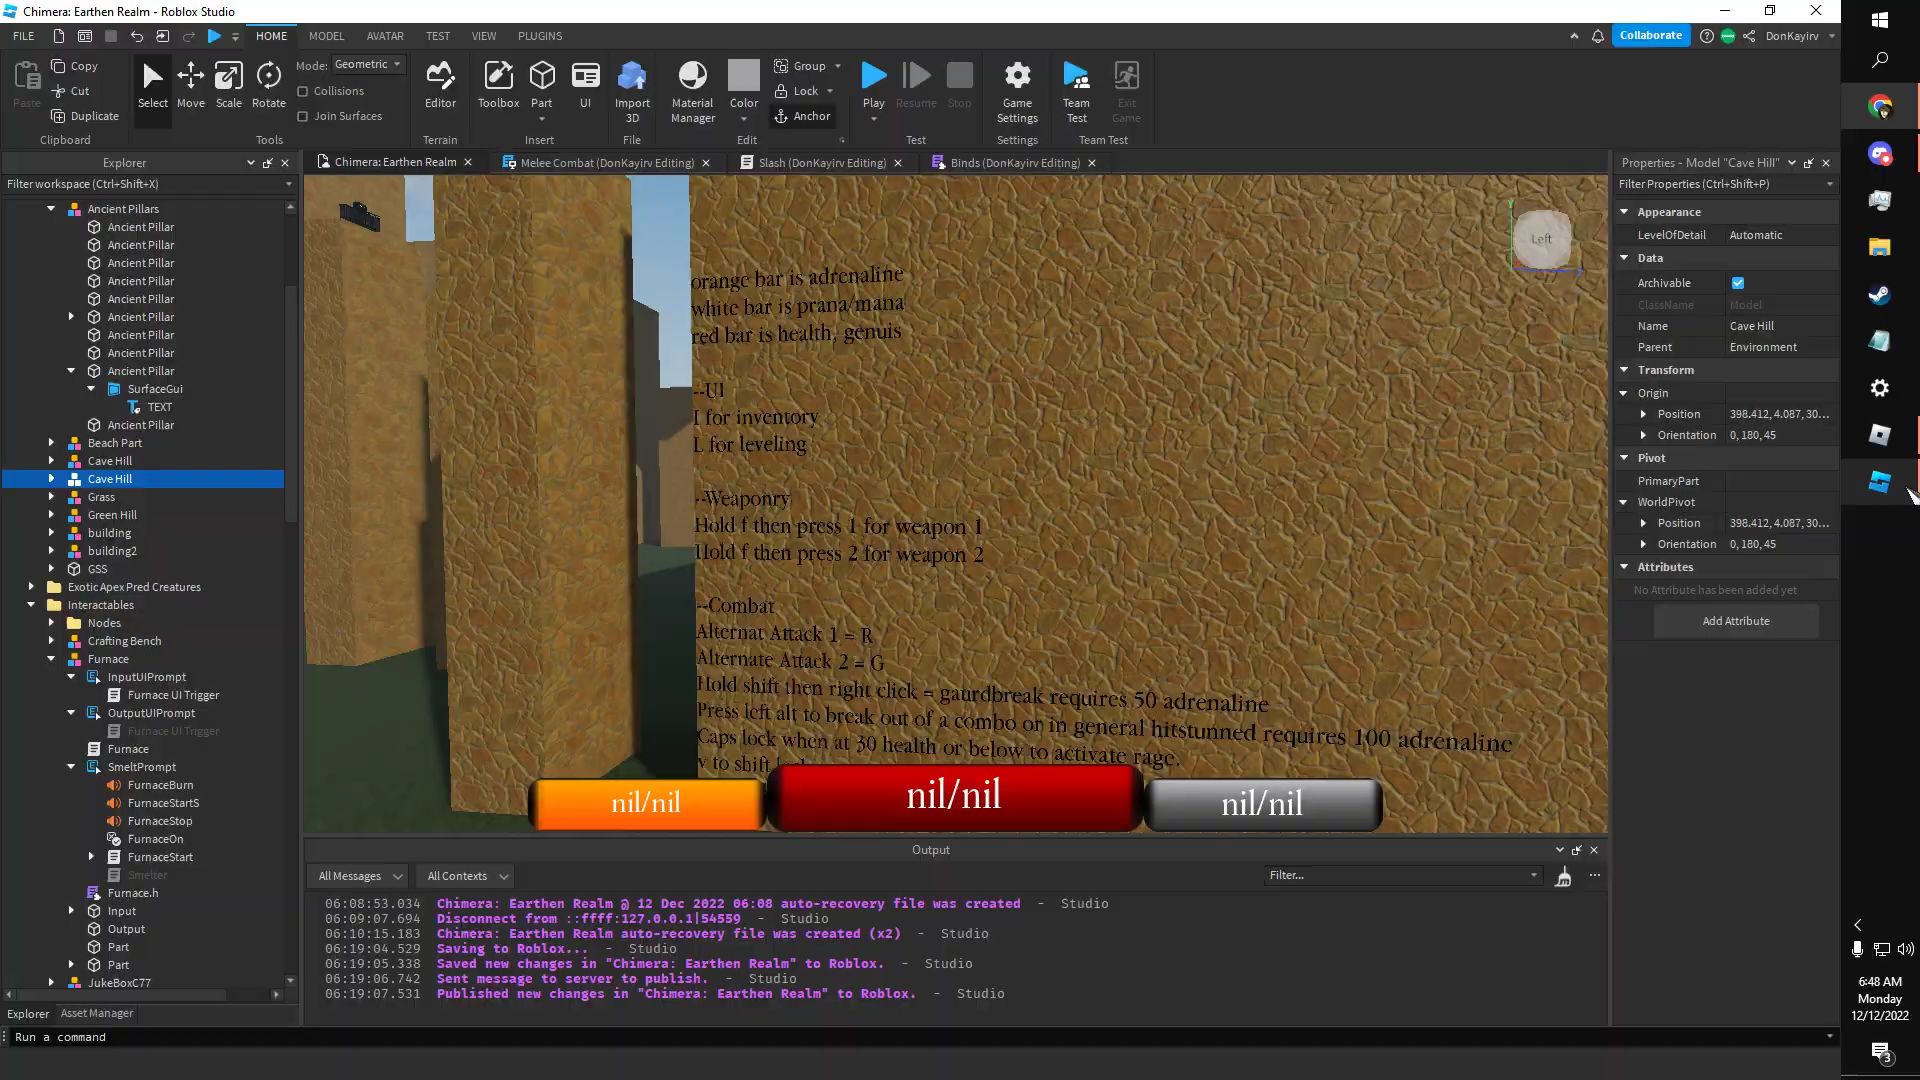 Chimera: Earthen Realm - Roblox Studio
FILE
HOME
MODEL
AVATAR
TEST
VIEW
PLUGINS
Collaborate
DonKayirv
Paste
Copy
Cut
Duplicate
Clipboard
Select
Move
Scale
Rotate
Mode: Geometric
Collisions
Join Surfaces
Tools
Editor
Terrain
Toolbox
Part
UI
Insert
Import 3D
File
Material Manager
Color
Group
Lock
Anchor
Edit
Play
Resume
Stop
Test
Game Settings
Settings
Team Test
Exit Game
Team Test
Explorer
Filter workspace (Ctrl+Shift+X)
Ancient Pillars
Ancient Pillar
Ancient Pillar
Ancient Pillar
Ancient Pillar
Ancient Pillar
Ancient Pillar
Ancient Pillar
Ancient Pillar
Ancient Pillar
SurfaceGui
TEXT
Ancient Pillar
Beach Part
Cave Hill
Cave Hill
Grass
Green Hill
building
building2
GSS
Exotic Apex Pred Creatures
Interactables
Nodes
Crafting Bench
Furnace
InputUIPrompt
Furnace UI Trigger
OutputUIPrompt
Furnace UI Trigger
Furnace
SmeltPrompt
FurnaceBurn
FurnaceStartS
FurnaceStop
FurnaceOn
FurnaceStart
Smelter
Furnace.h
Input
Output
Part
Part
JukeBoxC77
Explorer
Asset Manager
Run a command
Chimera: Earthen Realm
Melee Combat (DonKayirv Editing)
Slash (DonKayirv Editing)
Binds (DonKayirv Editing)
Left
orange bar is adrenaline
white bar is prana/mana
red bar is health, genuis
--UI
I for inventory
L for leveling
--Weaponry
Hold f then press 1 for weapon 1
Hold f then press 2 for weapon 2
--Combat
Alternat Attack 1 = R
Alternate Attack 2 = G
Hold shift then right click = gaurdbreak requires 50 adrenaline
Press left alt to break out of a combo or in general hitstunned requires 100 adrenaline
Caps lock when at 30 health or below to activate rage.
v to shift
nil/nil
nil/nil
nil/nil
Output
All Messages
All Contexts
Filter...
06:08:53.034 Chimera: Earthen Realm @ 12 Dec 2022 06:08 auto-recovery file was created - Studio
06:09:07.694 Disconnect from ::ffff:127.0.0.1|54559 - Studio
06:10:15.183 Chimera: Earthen Realm auto-recovery file was created (x2) - Studio
06:19:04.529 Saving to Roblox... - Studio
06:19:05.338 Saved new changes in "Chimera: Earthen Realm" to Roblox. - Studio
06:19:06.742 Sent message to server to publish. - Studio
06:19:07.531 Published new changes in "Chimera: Earthen Realm" to Roblox. - Studio
Properties - Model "Cave Hill"
Filter Properties (Ctrl+Shift+P)
Appearance
LevelOfDetail Automatic
Data
Archivable
ClassName Model
Name Cave Hill
Parent Environment
Transform
Origin
Position 398.412, 4.087, 30...
Orientation 0, 180, 45
Pivot
PrimaryPart
WorldPivot
Position 398.412, 4.087, 30...
Orientation 0, 180, 45
Attributes
No Attribute has been added yet
Add Attribute
6:48 AM
Monday
12/12/2022
3